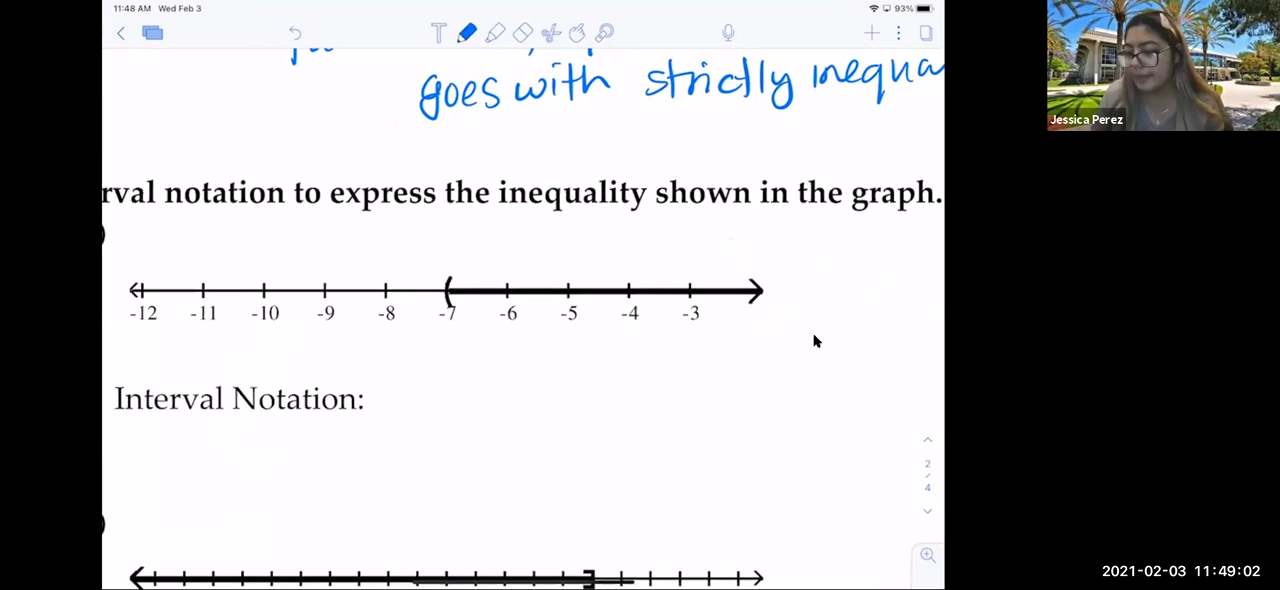 11:48 AM Wed Feb 3
93%
T
goes with strictly inequa
rval notation to express the inequality shown in the graph.
)
-12 -11 -10 -9 -8 -7 -6 -5 -4 -3
Interval Notation:
2
/
4
)
Jessica Perez
2021-02-03 11:49:02